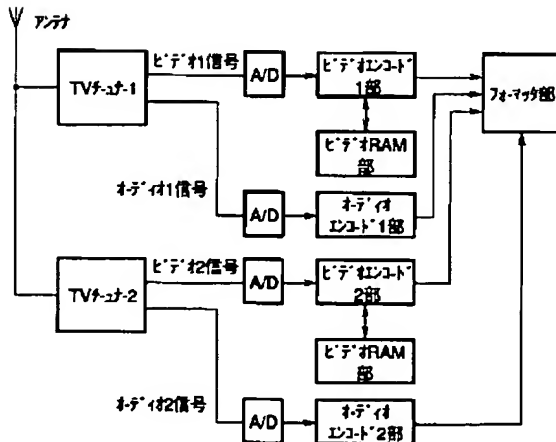 アンテナ
TVチューナー1
ビデオ1信号
A/D
ビデオエンコード
1部
フォーマッタ部
ビデオRAM
部
オーディオ1信号
A/D
オーディオ
エンコード1部
TVチューナー2
ビデオ2信号
A/D
ビデオエンコード
2部
ビデオRAM
部
オーディオ2信号
A/D
オーディオ
エンコード2部